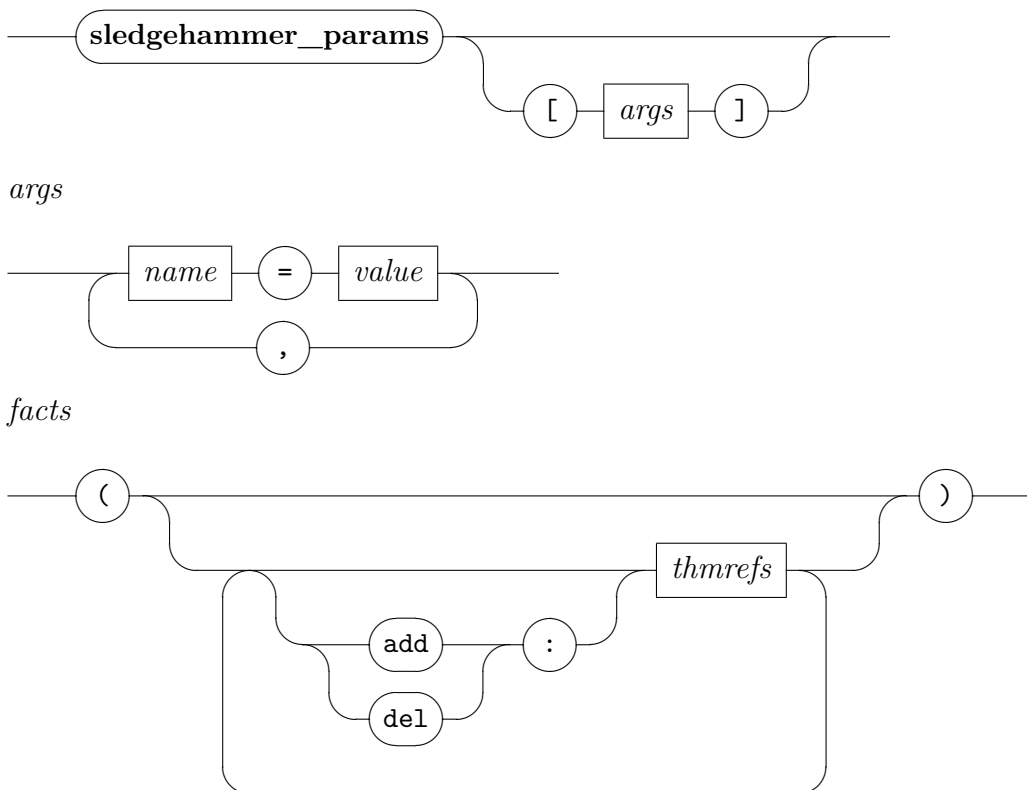 sledgehammer_params
[ args ]
args
name = value
,
facts
( )
thmrefs
add :
del